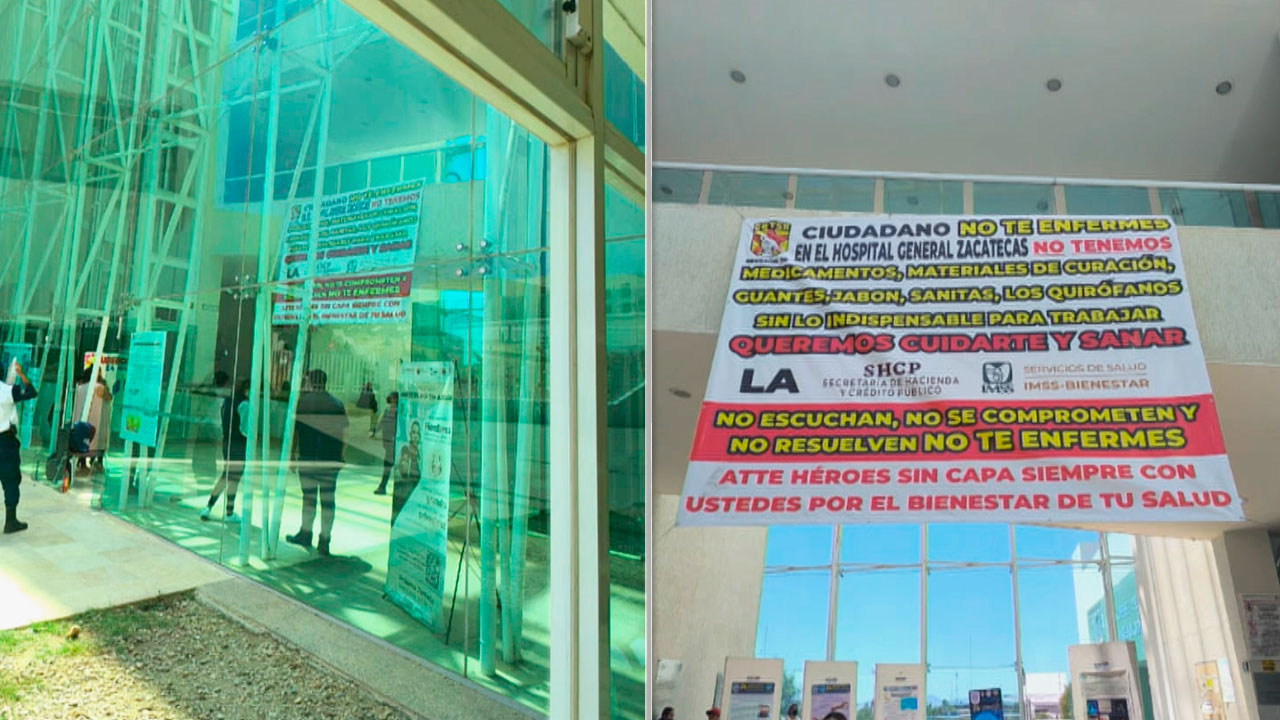 CIUDADANO NO TE ENFERMES
EN EL HOSPITAL GENERAL ZACATECAS NO TENEMOS
MEDICAMENTOS, MATERIALES DE CURACIÓN,
GUANTES,JABON, SANITAS, LOS QUIRÓFANOS
SIN LO INDISPENSABLE PARA TRABAJAR
QUEREMOS CUIDARTE Y SANAR
LA SHCP
SECRETARÍA DE HACIENDA
Y CRÉDITO PÚBLICO
IMSS
SERVICIOS DE SALUD
IMSS-BIENESTAR
NO ESCUCHAN, NO SE COMPROMETEN Y
NO RESUELVEN NO TE ENFERMES
ATTE HÉROES SIN CAPA SIEMPRE CON
USTEDES POR EL BIENESTAR DE TU SALUD